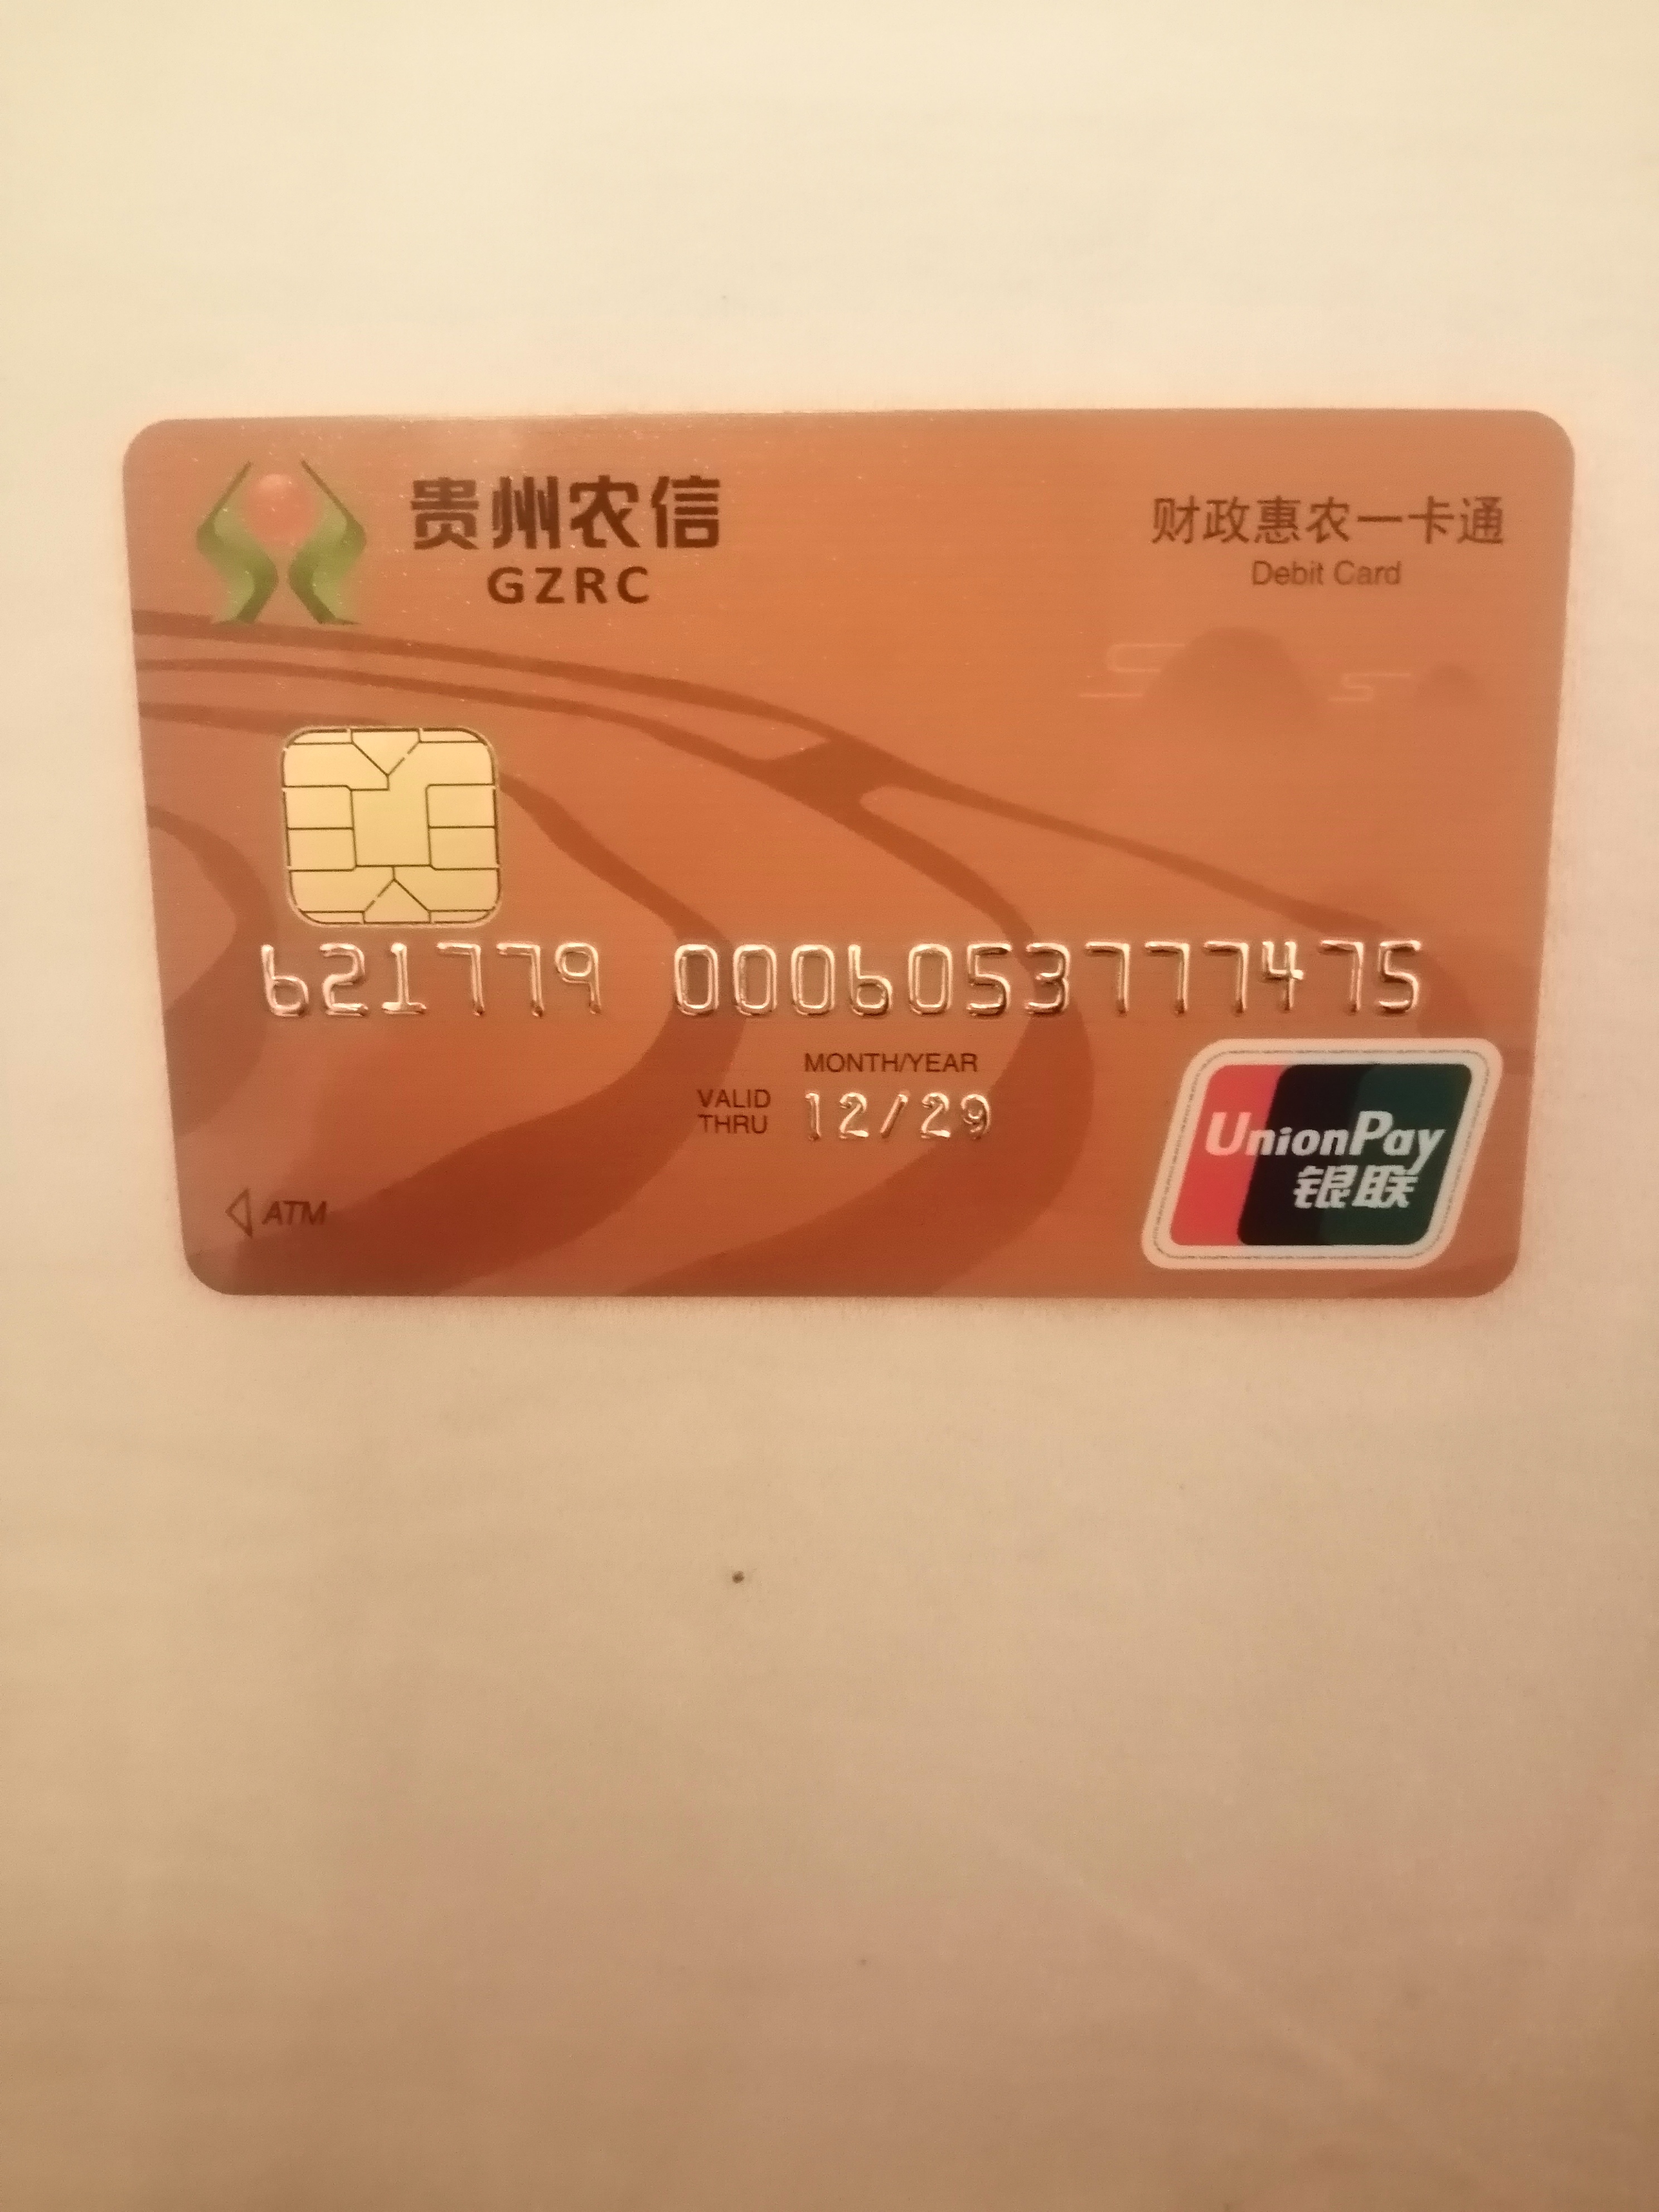 贵州农信
GZRC
财政惠农一卡通
Debit Card
621779 0006053777475
MONTH/YEAR
VALID THRU 12/29
ATM
UnionPay
银联